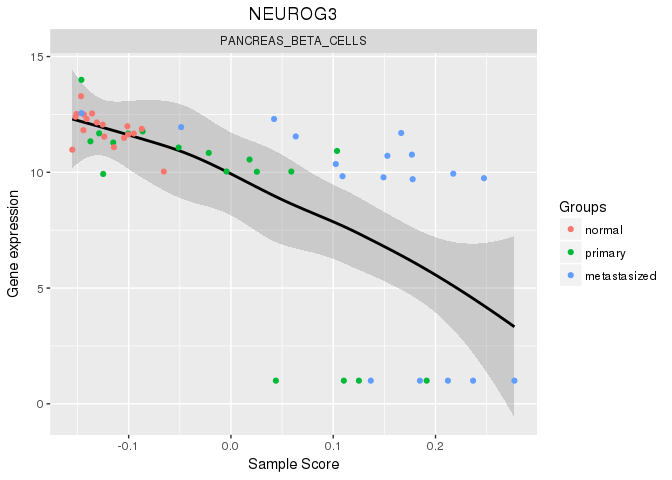 NEUROG3
PANCREAS_BETA_CELLS
15
10
5
0
Gene expression
-0.1
0.0
0.1
0.2
Sample Score
Groups
normal
primary
metastasized